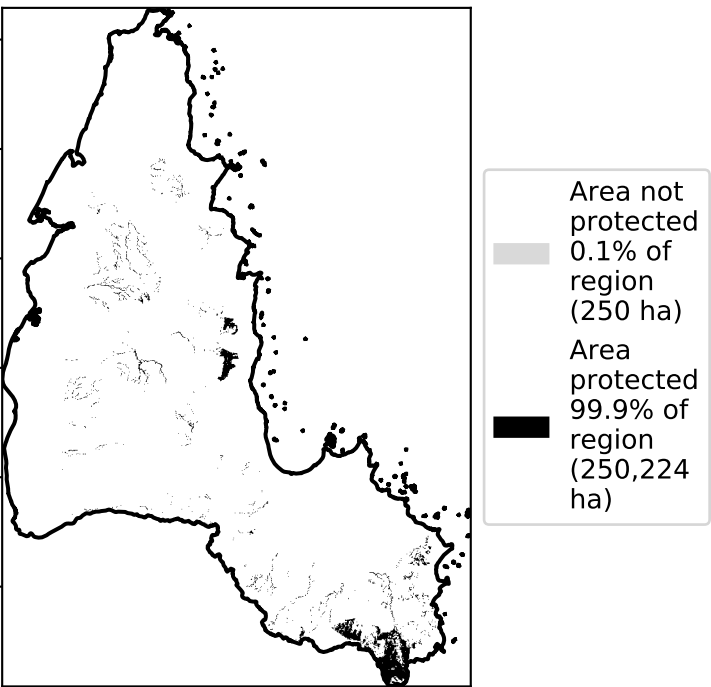 Area not
protected
0.1% of
region
(250 ha)
Area
protected
99.9% of
region
(250,224
ha)